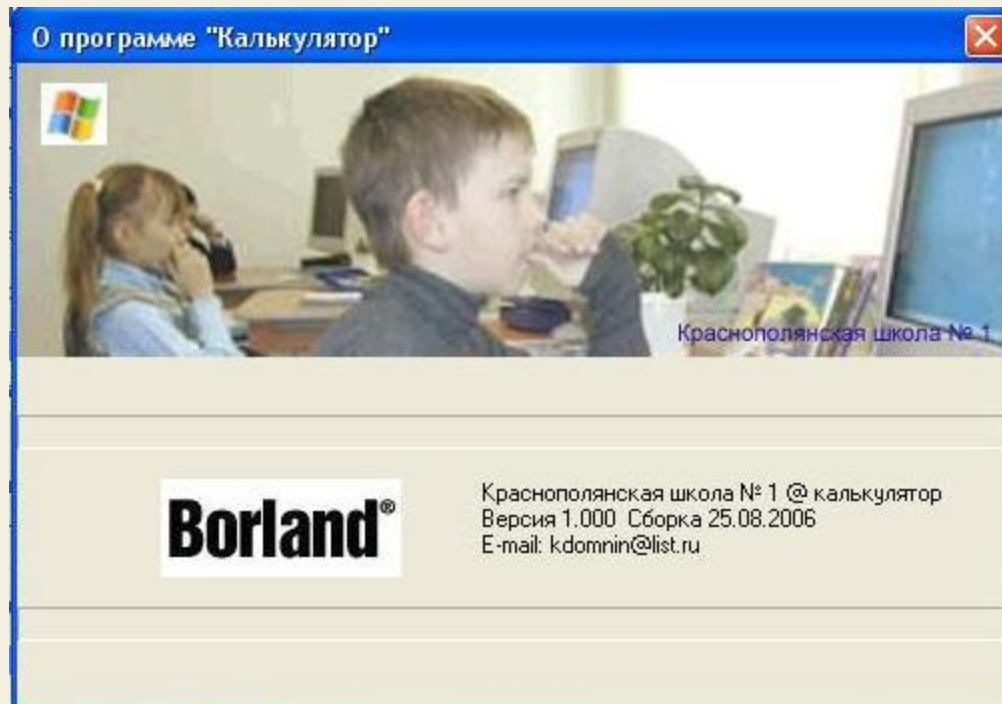 О программе "Калькулятор"
Краснополянская школа № 1
Borland®
Краснополянская школа № 1 @ калькулятор
Версия 1.000 Сборка 25.08.2006
E-mail: kdomnin@list.ru